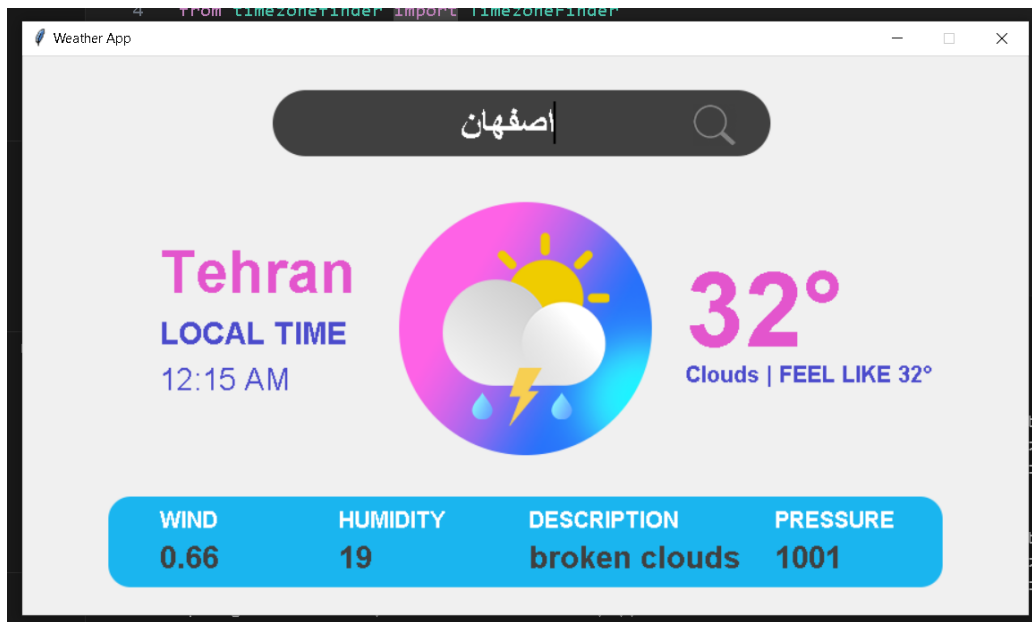 4 from timezonefinder import TimezoneFinder
Weather App
اصفهان
Tehran
LOCAL TIME
12:15 AM
32°
Clouds | FEEL LIKE 32°
WIND HUMIDITY DESCRIPTION PRESSURE
0.66 19 broken clouds 1001